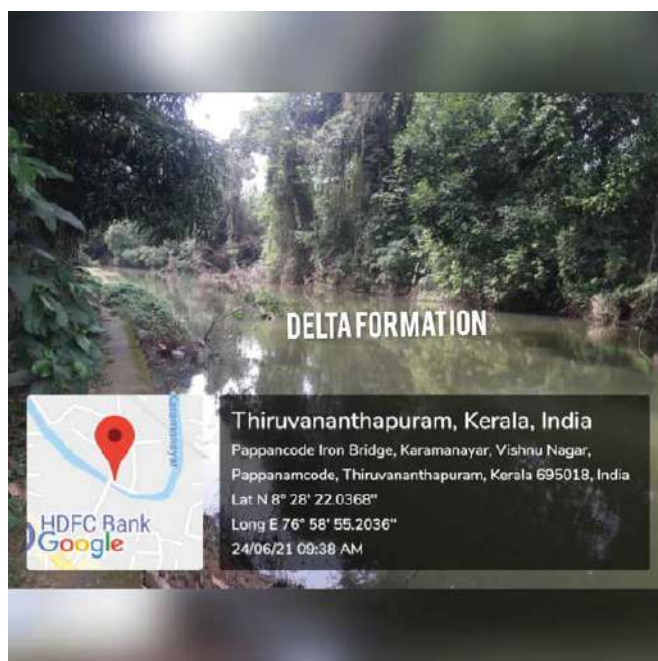 DELTA FORMATION
Thiruvananthapuram, Kerala, India
Pappancode Iron Bridge, Karamanayar, Vishnu Nagar,
Pappanamcode, Thiruvananthapuram, Kerala 695018, India
Lat N 8° 28' 22.0368"
Long E 76° 58' 55.2036"
24/06/21 09:38 AM
Karamanayar
HDFC Bank
Google